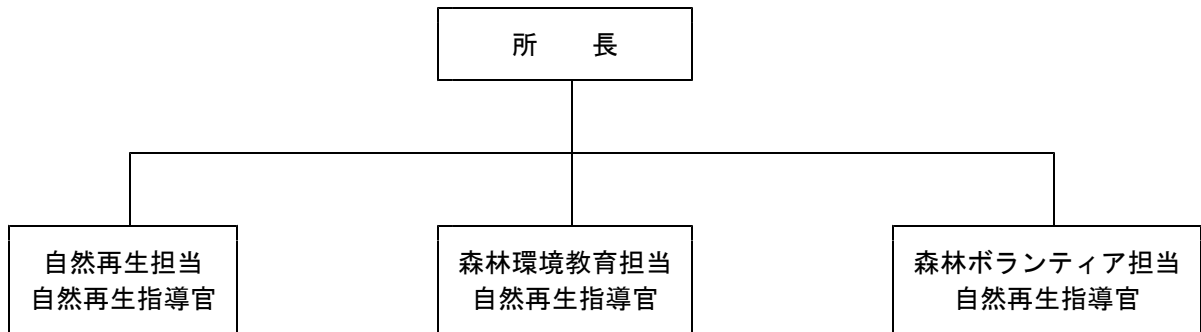 所　　長
自然再生担当
自然再生指導官
森林環境教育担当
自然再生指導官
森林ボランティア担当
自然再生指導官